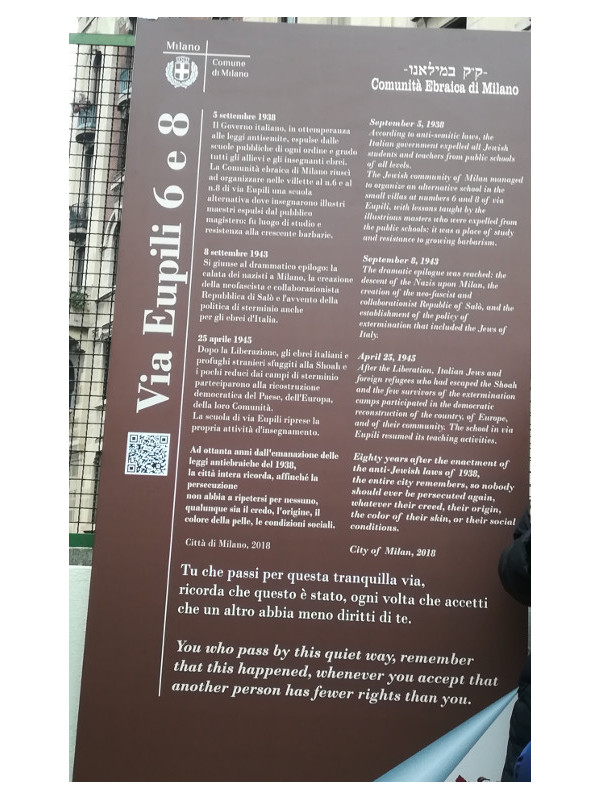 Milano
Comune
di Milano
-ק״ק במילאנו-
Comunità Ebraica di Milano
Via Eupili 6 e 8
5 settembre 1938
Il Governo italiano, in ottemperanza
alle leggi antisemite, espulse dalle
scuole pubbliche di ogni ordine e grado
tutti gli allievi e gli insegnanti ebrei.
La Comunità ebraica di Milano riuscì
ad organizzare nelle villette al n.6 e al
n.8 di via Eupili una scuola
alternativa dove insegnarono illustri
maestri espulsi dal pubblico
magistero: fu luogo di studio e
resistenza alla crescente barbarie.
8 settembre 1943
Si giunse al drammatico epilogo: la
calata dei nazisti a Milano, la creazione
della neofascista e collaborazionista
Repubblica di Salò e l'avvento della
politica di sterminio anche
per gli ebrei d'Italia.
25 aprile 1945
Dopo la Liberazione, gli ebrei italiani e
profughi stranieri sfuggiti alla Shoah e
i pochi reduci dai campi di sterminio
parteciparono alla ricostruzione
democratica del Paese, dell'Europa,
della loro Comunità.
La scuola di via Eupili riprese la
propria attività d'insegnamento.
Ad ottanta anni dall'emanazione delle
leggi antiebraiche del 1938,
la città intera ricorda, affinché la
persecuzione
non abbia a ripetersi per nessuno,
qualunque sia il credo, l'origine, il
colore della pelle, le condizioni sociali.
Città di Milano, 2018
September 5, 1938
According to anti-semitic laws, the
Italian government expelled all Jewish
students and teachers from public schools
of all levels.
The Jewish community of Milan managed
to organize an alternative school in the
small villas at numbers 6 and 8 of via
Eupili, with lessons taught by the
illustrious masters who were expelled from
the public schools: it was a place of study
and resistance to growing barbarism.
September 8, 1943
The dramatic epilogue was reached: the
descent of the Nazis upon Milan, the
creation of the neo-fascist and
collaborationist Republic of Salò, and the
establishment of the policy of
extermination that included the Jews of
Italy.
April 25, 1945
After the Liberation, Italian Jews and
foreign refugees who had escaped the Shoah
and the few survivors of the extermination
camps participated in the democratic
reconstruction of the country, of Europe,
and of their community. The school in via
Eupili resumed its teaching activities.
Eighty years after the enactment of
the anti-Jewish laws of 1938,
the entire city remembers, so nobody
should ever be persecuted again,
whatever their creed, their origin,
the color of their skin, or their social
conditions.
City of Milan, 2018
Tu che passi per questa tranquilla via,
ricorda che questo è stato, ogni volta che accetti
che un altro abbia meno diritti di te.
You who pass by this quiet way, remember
that this happened, whenever you accept that
another person has fewer rights than you.